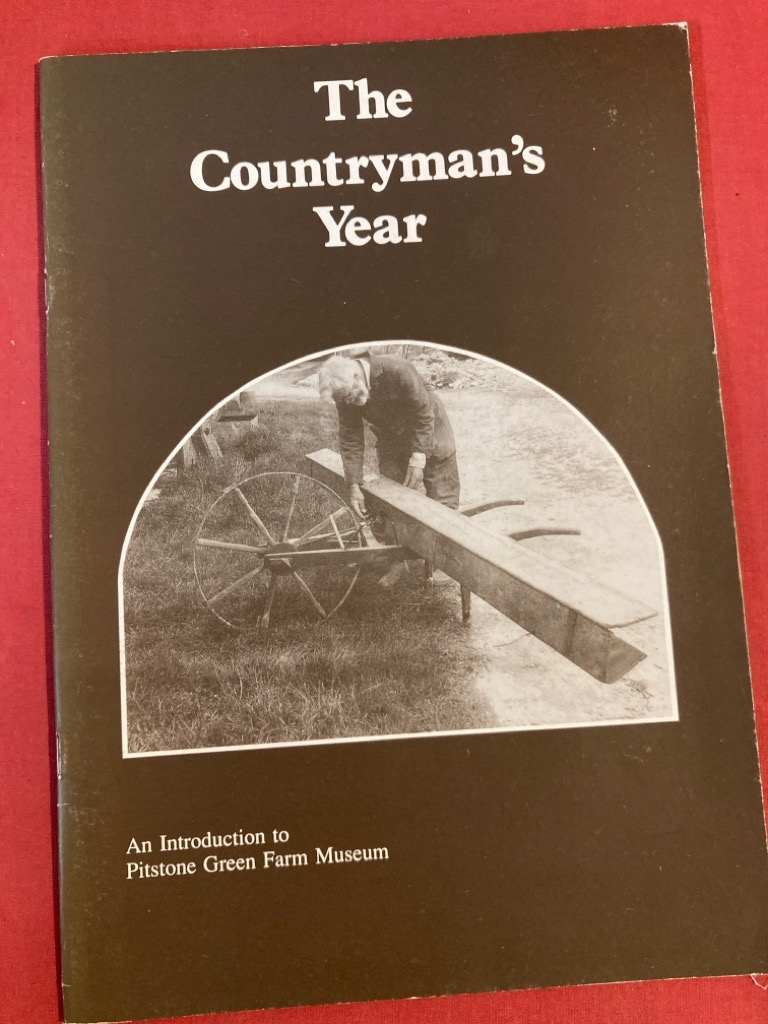 The
Countryman’s
Year
An Introduction to
Pitstone Green Farm Museum